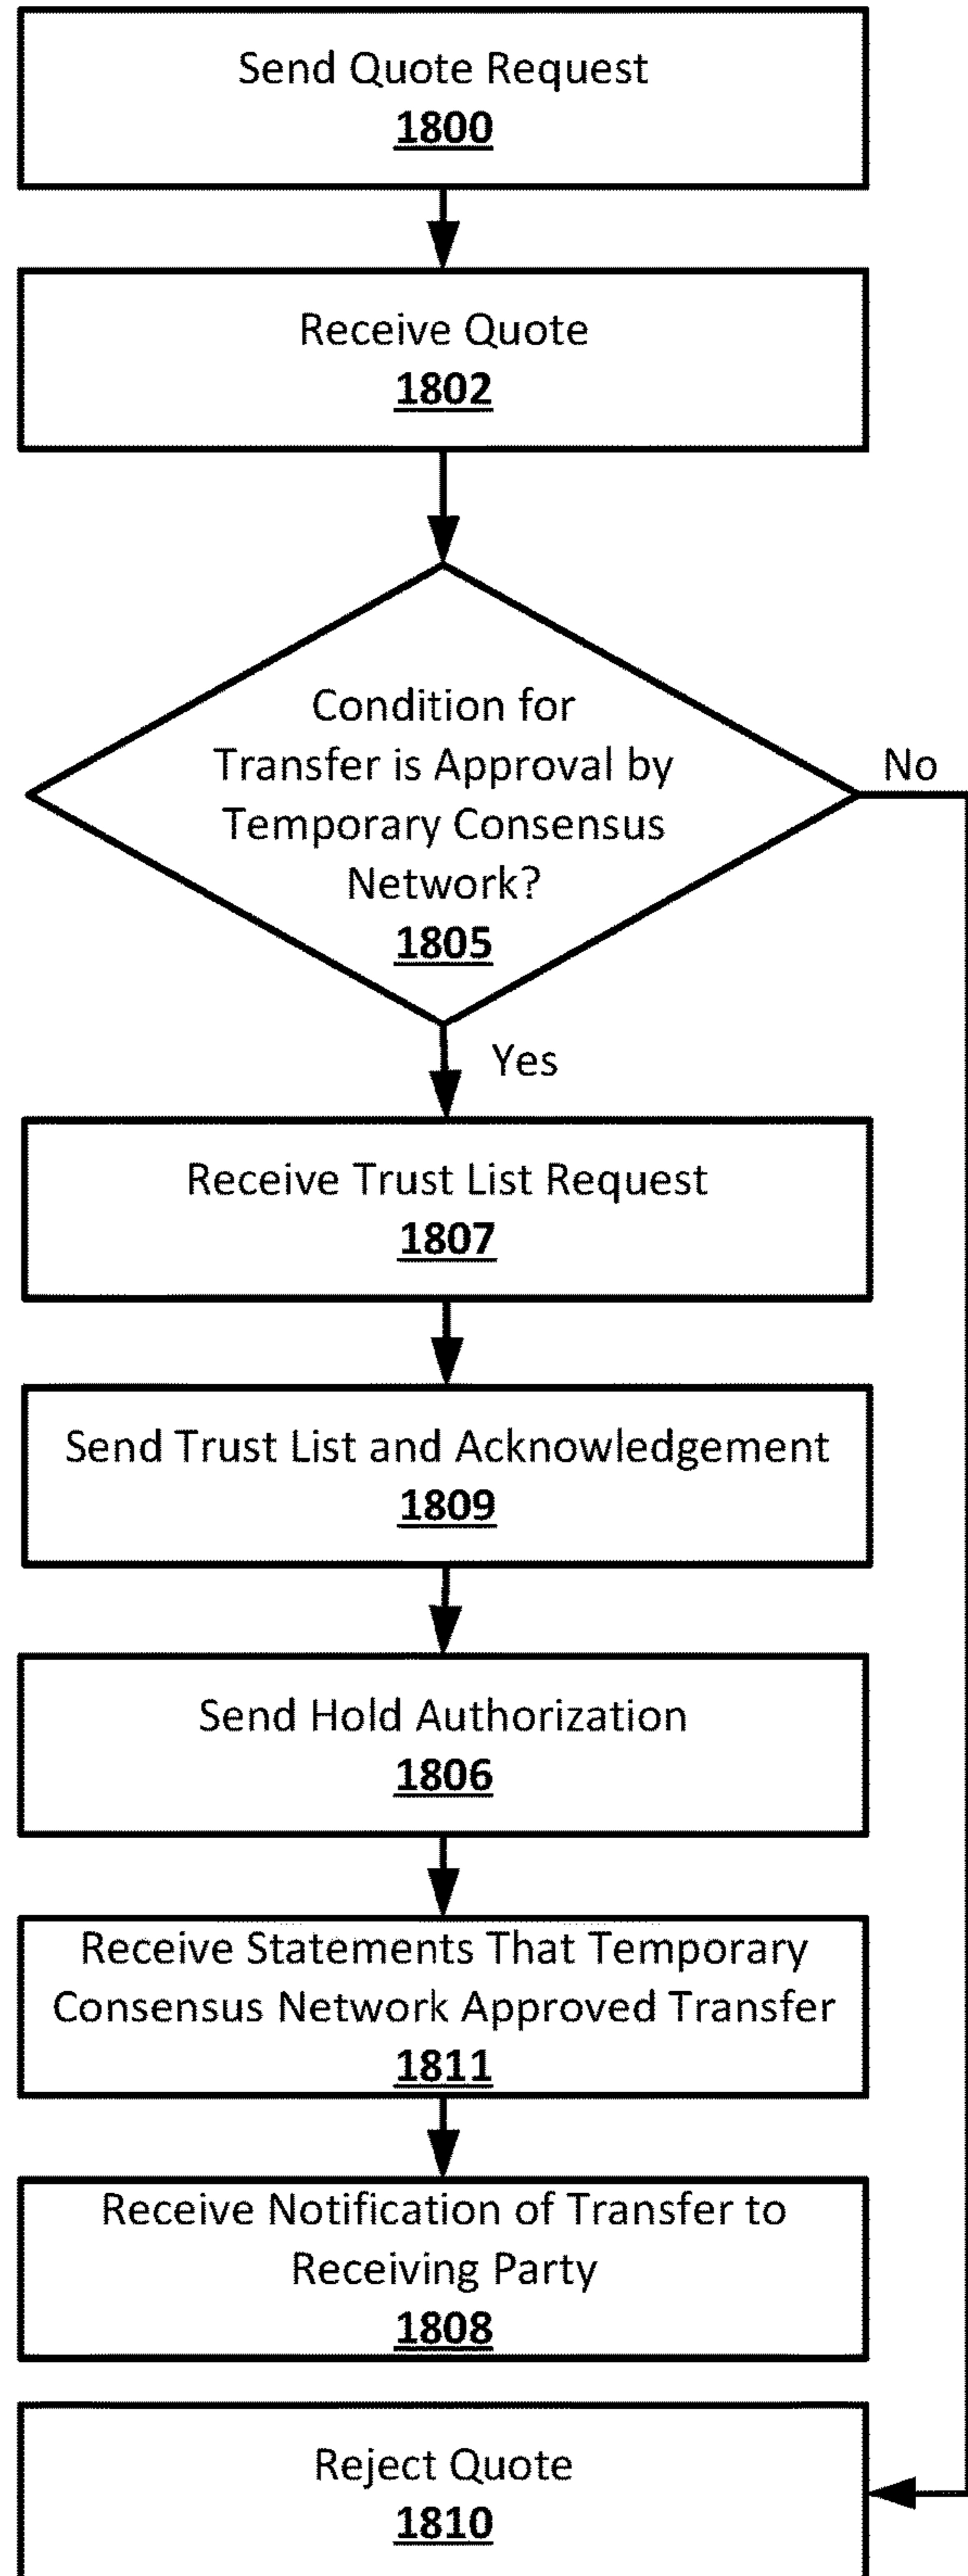 Send Quote Request
1800
Receive Quote
1802
Condition for
Transfer is Approval by
Temporary Consensus
Network?
1805
No
Yes
Receive Trust List Request
1807
Send Trust List and Acknowledgement
1809
Send Hold Authorization
1806
Receive Statements That Temporary
Consensus Network Approved Transfer
1811
Receive Notification of Transfer to
Receiving Party
1808
Reject Quote
1810